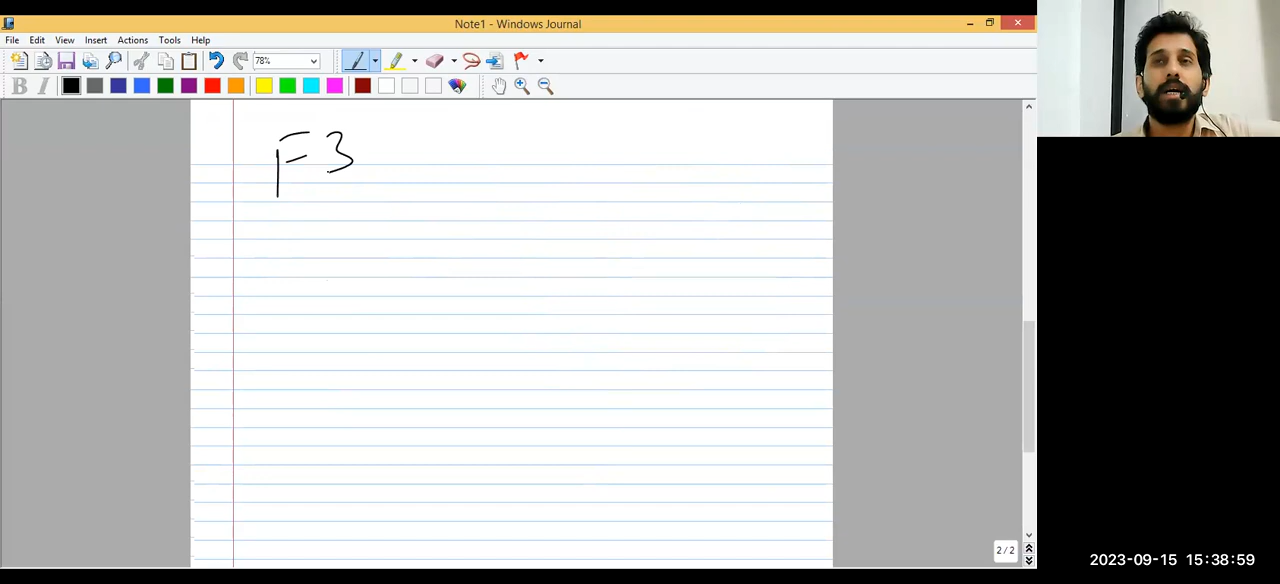 Note1 - Windows Journal
File Edit View Insert Actions Tools Help
78%
B I
F3
2 / 2
2023-09-15 15:38:59